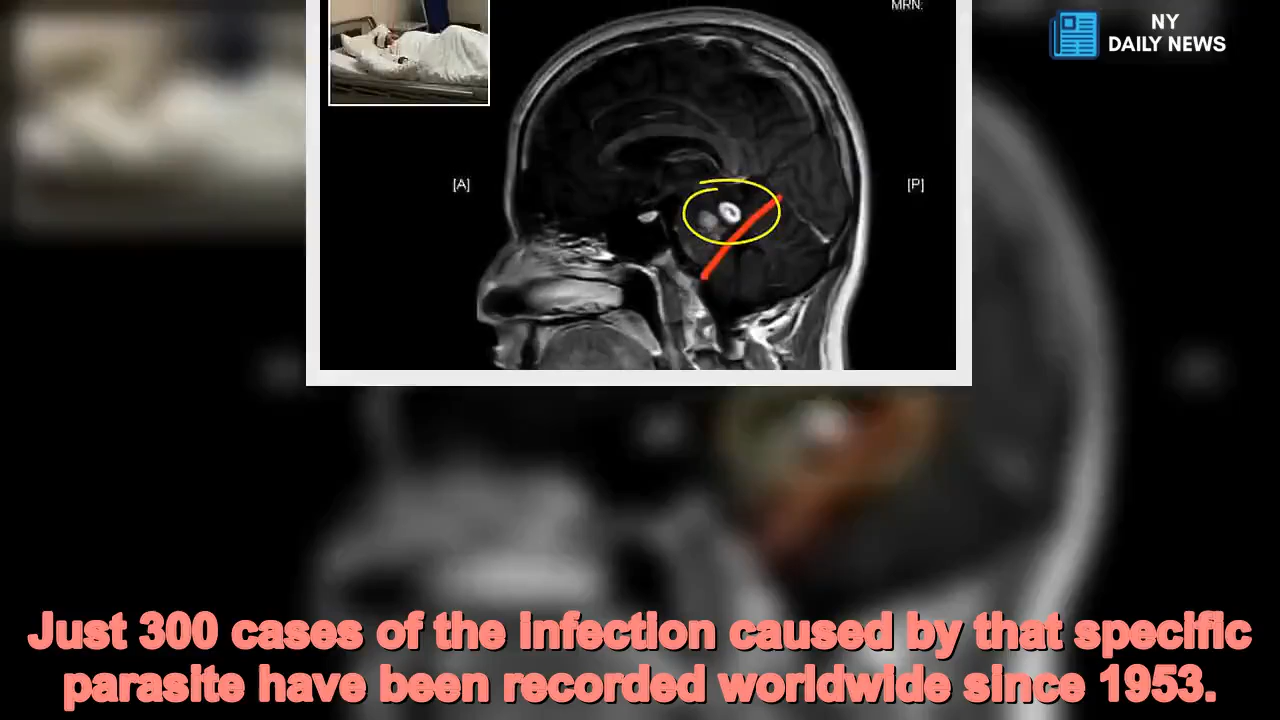 MRN:
NY
DAILY NEWS
[A]
[P]
Just 300 cases of the infection caused by that specific
parasite have been recorded worldwide since 1953.